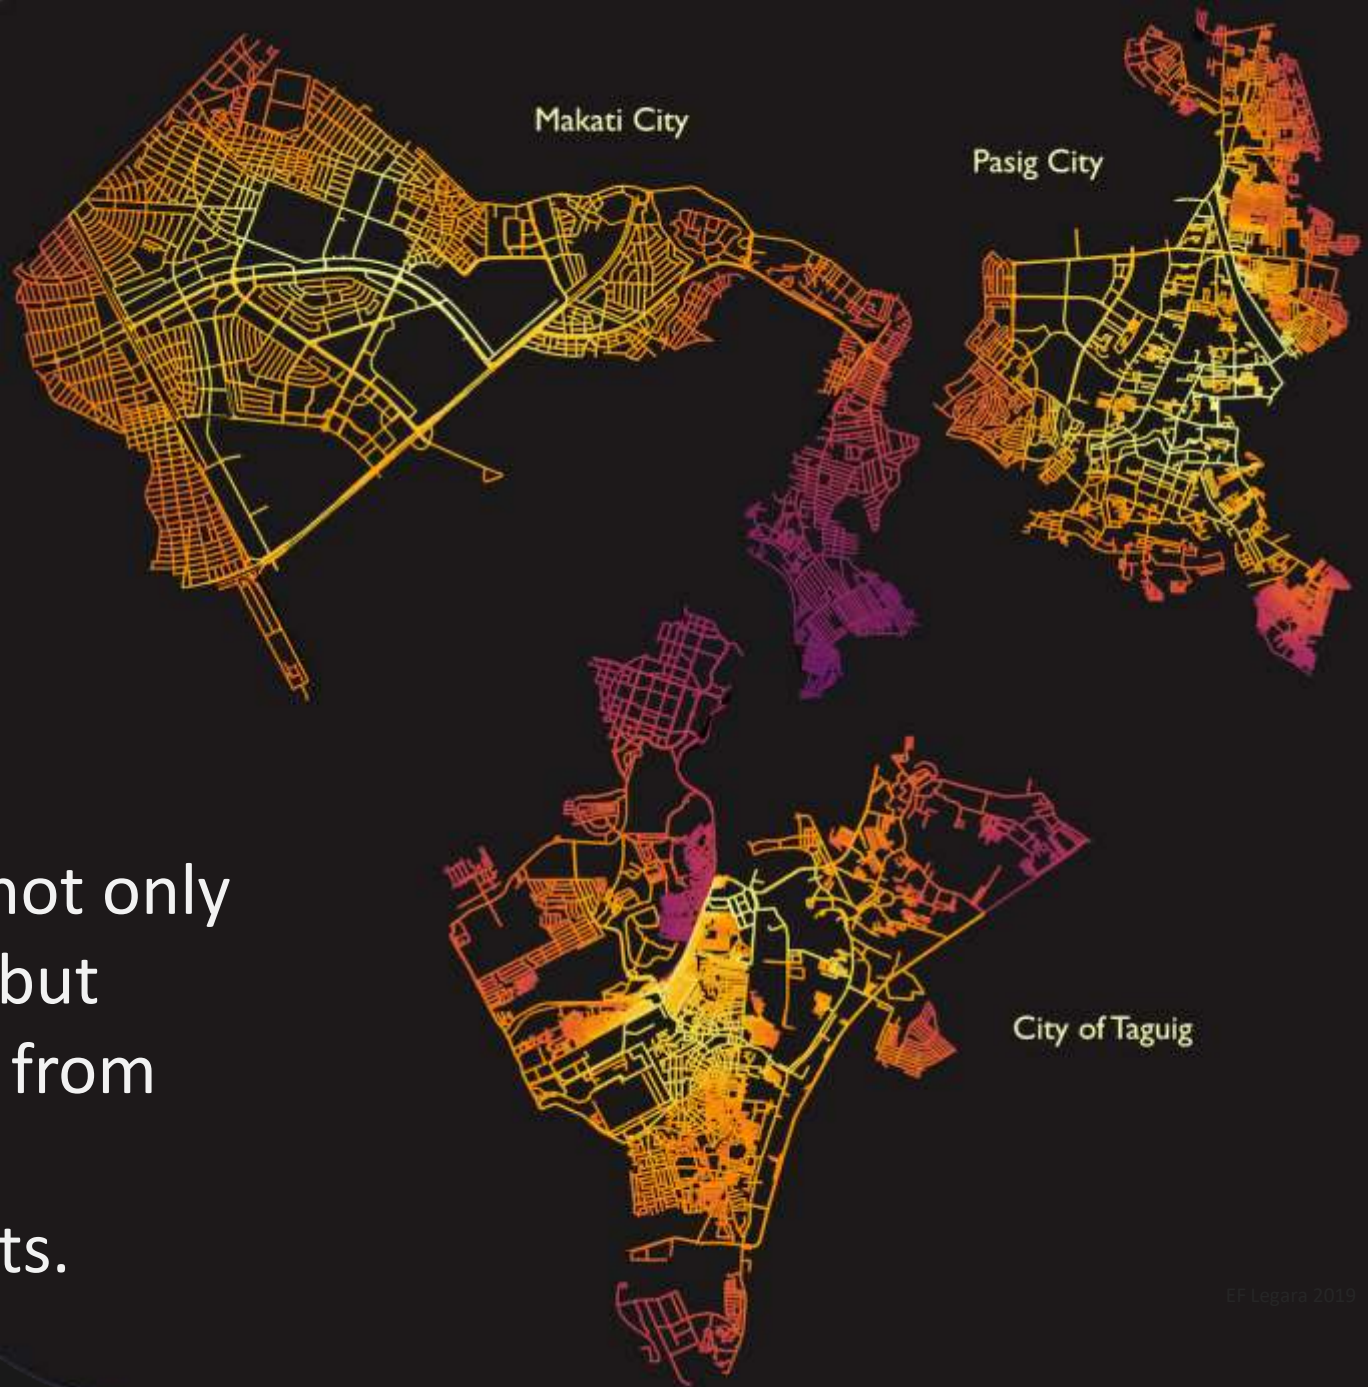 Makati City
Pasig City
not only
but
from
City of Taguig
ts.
EF Legara 2019